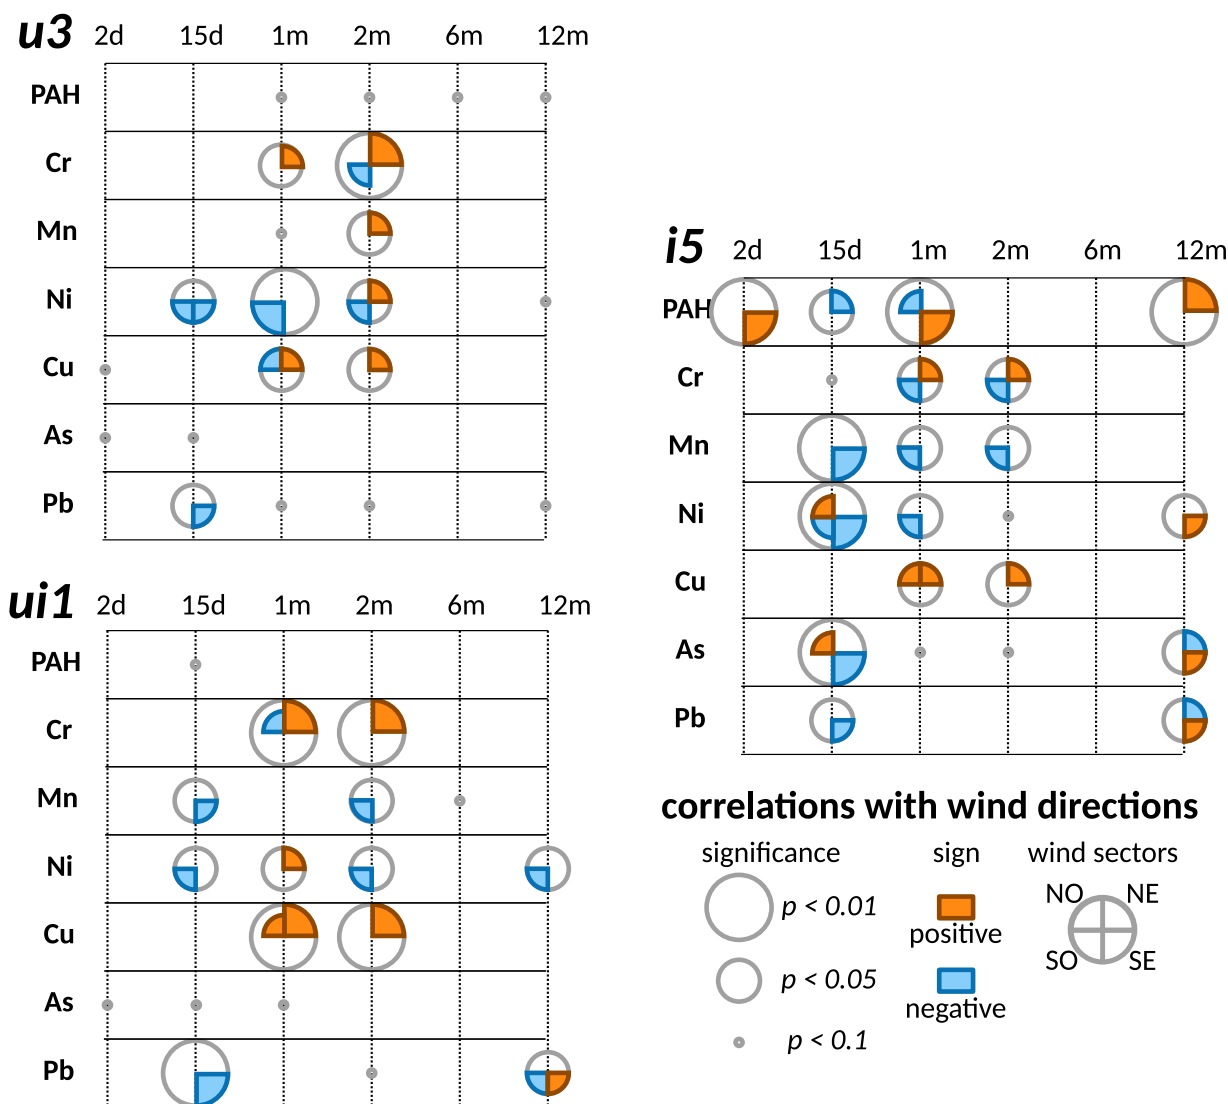 u3 2d 15d 1m 2m 6m 12m
PAH
Cr
Mn
Ni
Cu
As
Pb
ui1 2d 15d 1m 2m 6m 12m
PAH
Cr
Mn
Ni
Cu
As
Pb
i5 2d 15d 1m 2m 6m 12m
PAH
Cr
Mn
Ni
Cu
As
Pb
correlations with wind directions
significance sign wind sectors
p < 0.01
p < 0.05
p < 0.1
positive
negative
NO NE
SO SE